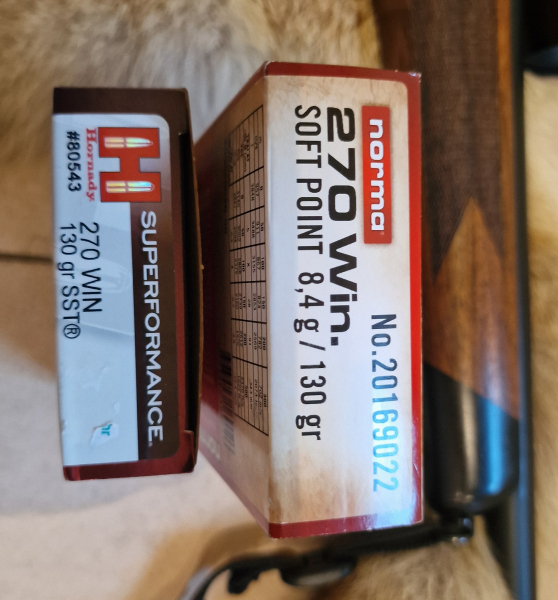 Hornady
#80543
SUPERFORMANCE
270 WIN
130 gr SST®
norma
270 Win.
SOFT POINT 8,4 g / 130 gr
No.20169022